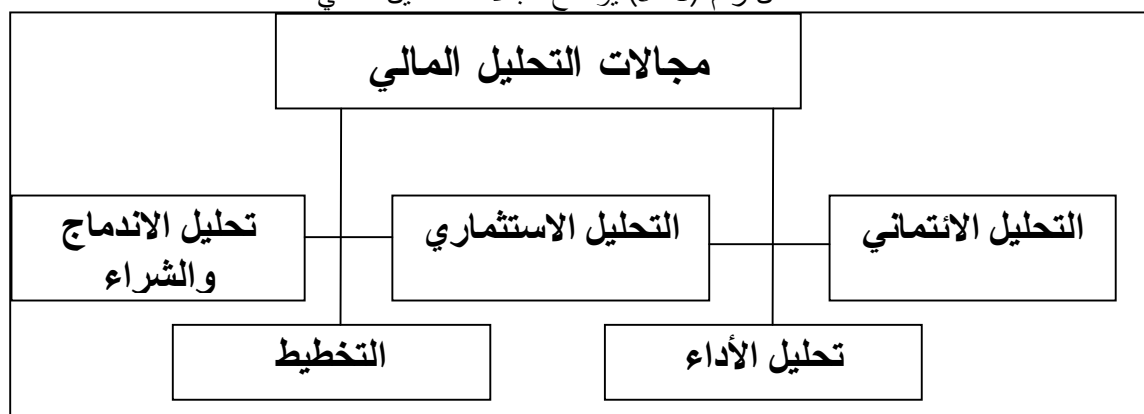 مجالات التحليل المالي
التحليل الائتماني
التحليل الاستثماري
تحليل الاندماج
والشراء
تحليل الأداء
التخطيط